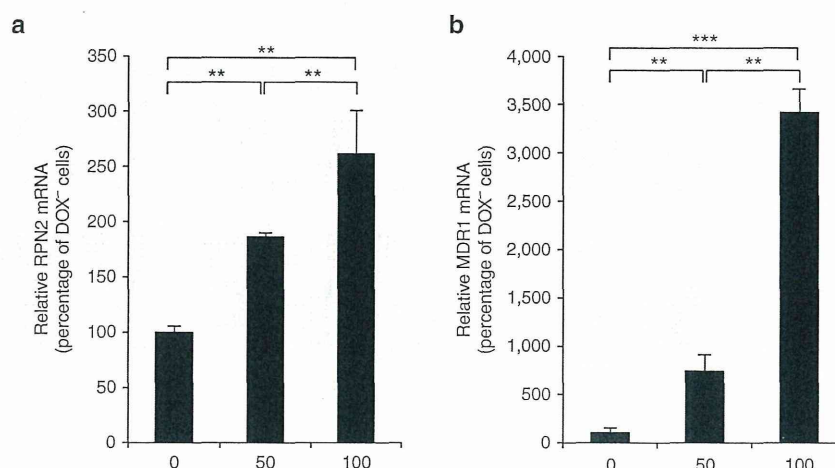 a
Relative RPN2 mRNA
(percentage of DOX⁻ cells)
350
300
250
200
150
100
50
0
**
**
**
0 50 100
b
Relative MDR1 mRNA
(percentage of DOX⁻ cells)
4,000
3,500
3,000
2,500
2,000
1,500
1,000
500
0
***
**
**
0 50 100